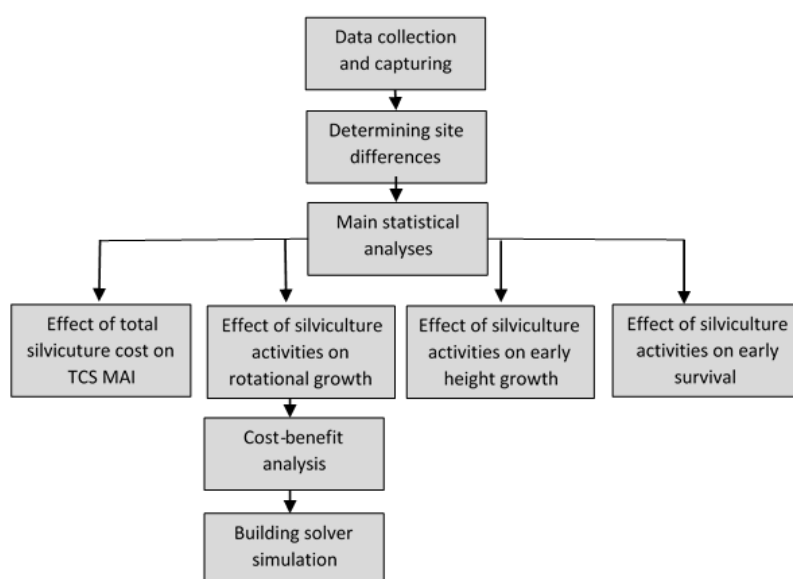 Data collection
and capturing
Determining site
differences
Main statistical
analyses
Effect of total
silvicuture cost on
TCS MAI
Effect of silviculture
activities on
rotational growth
Effect of silviculture
activities on early
height growth
Effect of silviculture
activities on early
survival
Cost-benefit
analysis
Building solver
simulation